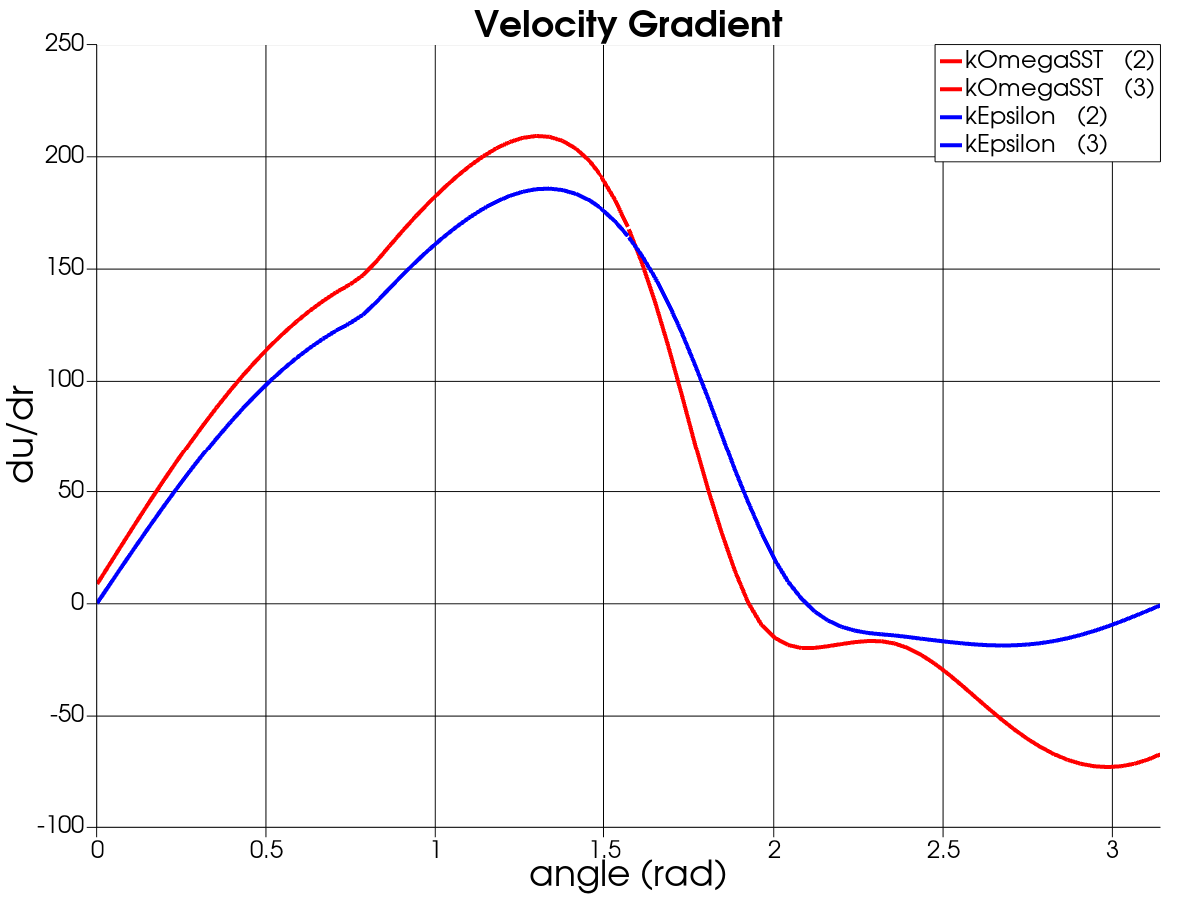 Velocity Gradient
kOmegaSST (2)
kOmegaSST (3)
kEpsilon (2)
kEpsilon (3)
250
200
150
100
50
0
-50
-100
du/dr
0 0.5 1 1.5 2 2.5 3
angle (rad)